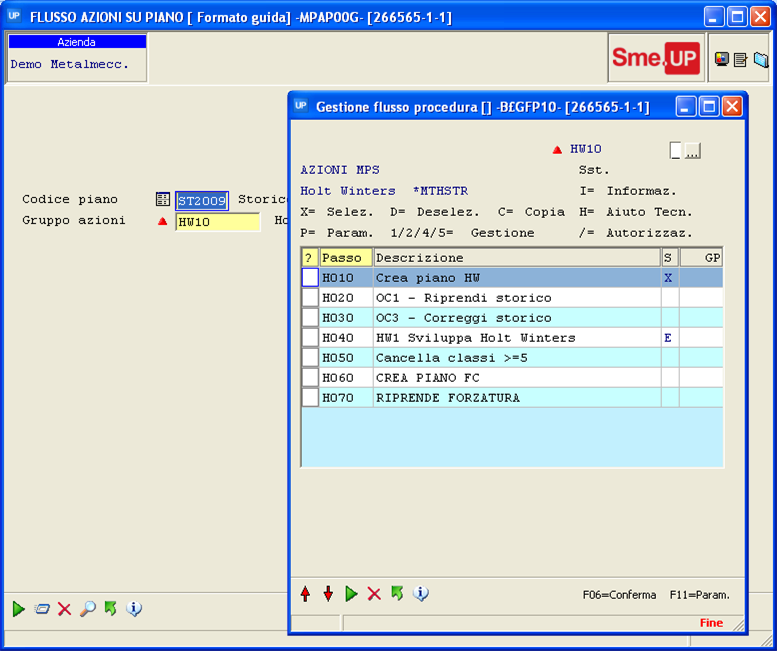 UP FLUSSO AZIONI SU PIANO [ Formato guida] -MPAP00G- [266565-1-1]
Azienda
Demo Metalmecc.
Sme.UP
Codice piano ST2009 Storico
Gruppo azioni HW10 Ho
UP Gestione flusso procedura [] -B£GFP10- [266565-1-1]
HW10 ...
AZIONI MPS Sst.
Holt Winters *MTHSTR I= Informaz.
X= Selez. D= Deselez. C= Copia H= Aiuto Tecn.
P= Param. 1/2/4/5= Gestione /= Autorizzaz.
? Passo Descrizione S GP
H010 Crea piano HW X
H020 OC1 - Riprendi storico
H030 OC3 - Correggi storico
H040 HW1 Sviluppa Holt Winters E
H050 Cancella classi >=5
H060 CREA PIANO FC
H070 RIPRENDE FORZATURA
F06=Conferma F11=Param.
Fine